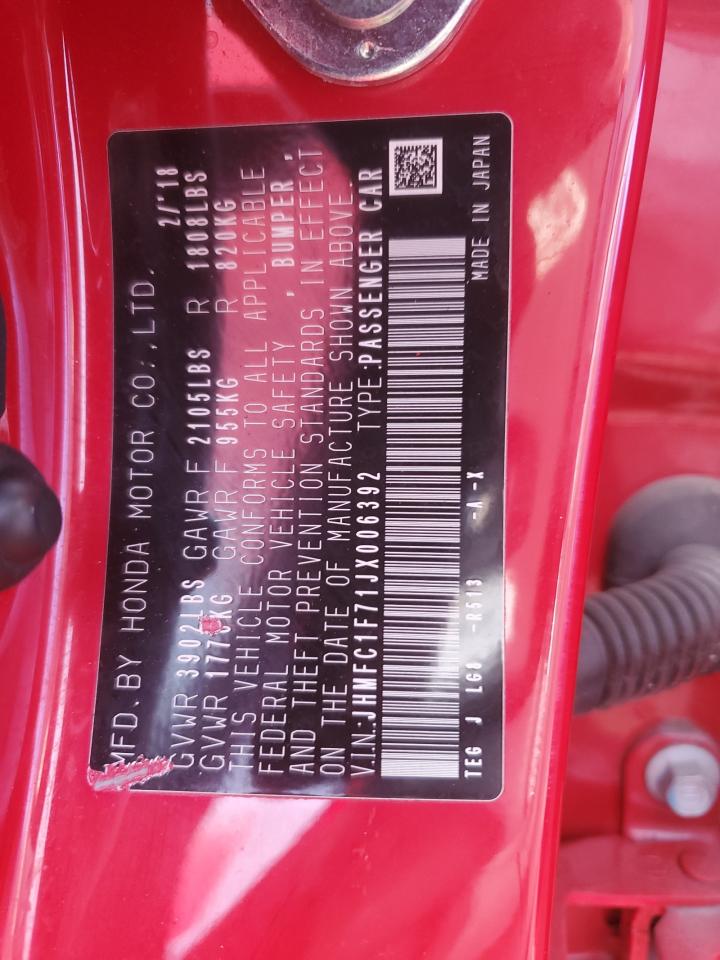 MFD. BY HONDA MOTOR CO., LTD. 2/'18
GVWR 3902LBS GAWR F 2105LBS R 1808LBS
GVWR 1770KG GAWR F 955KG R 820KG
THIS VEHICLE CONFORMS TO ALL APPLICABLE
FEDERAL MOTOR VEHICLE SAFETY , BUMPER ,
AND THEFT PREVENTION STANDARDS IN EFFECT
ON THE DATE OF MANUFACTURE SHOWN ABOVE.
V.I.N:JHMFC1F71JX006392 TYPE:PASSENGER CAR
TEG J LG8 -R513 -A-X MADE IN JAPAN